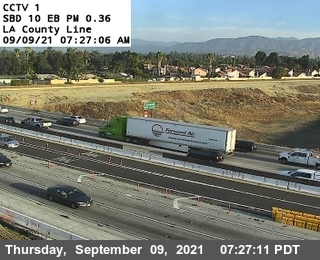 CCTV 1
SBD 10 EB PM 0.36
LA County Line
09/09/21 07:27:06 AM
Forward Air
Thursday, September 09, 2021 07:27:11 PDT